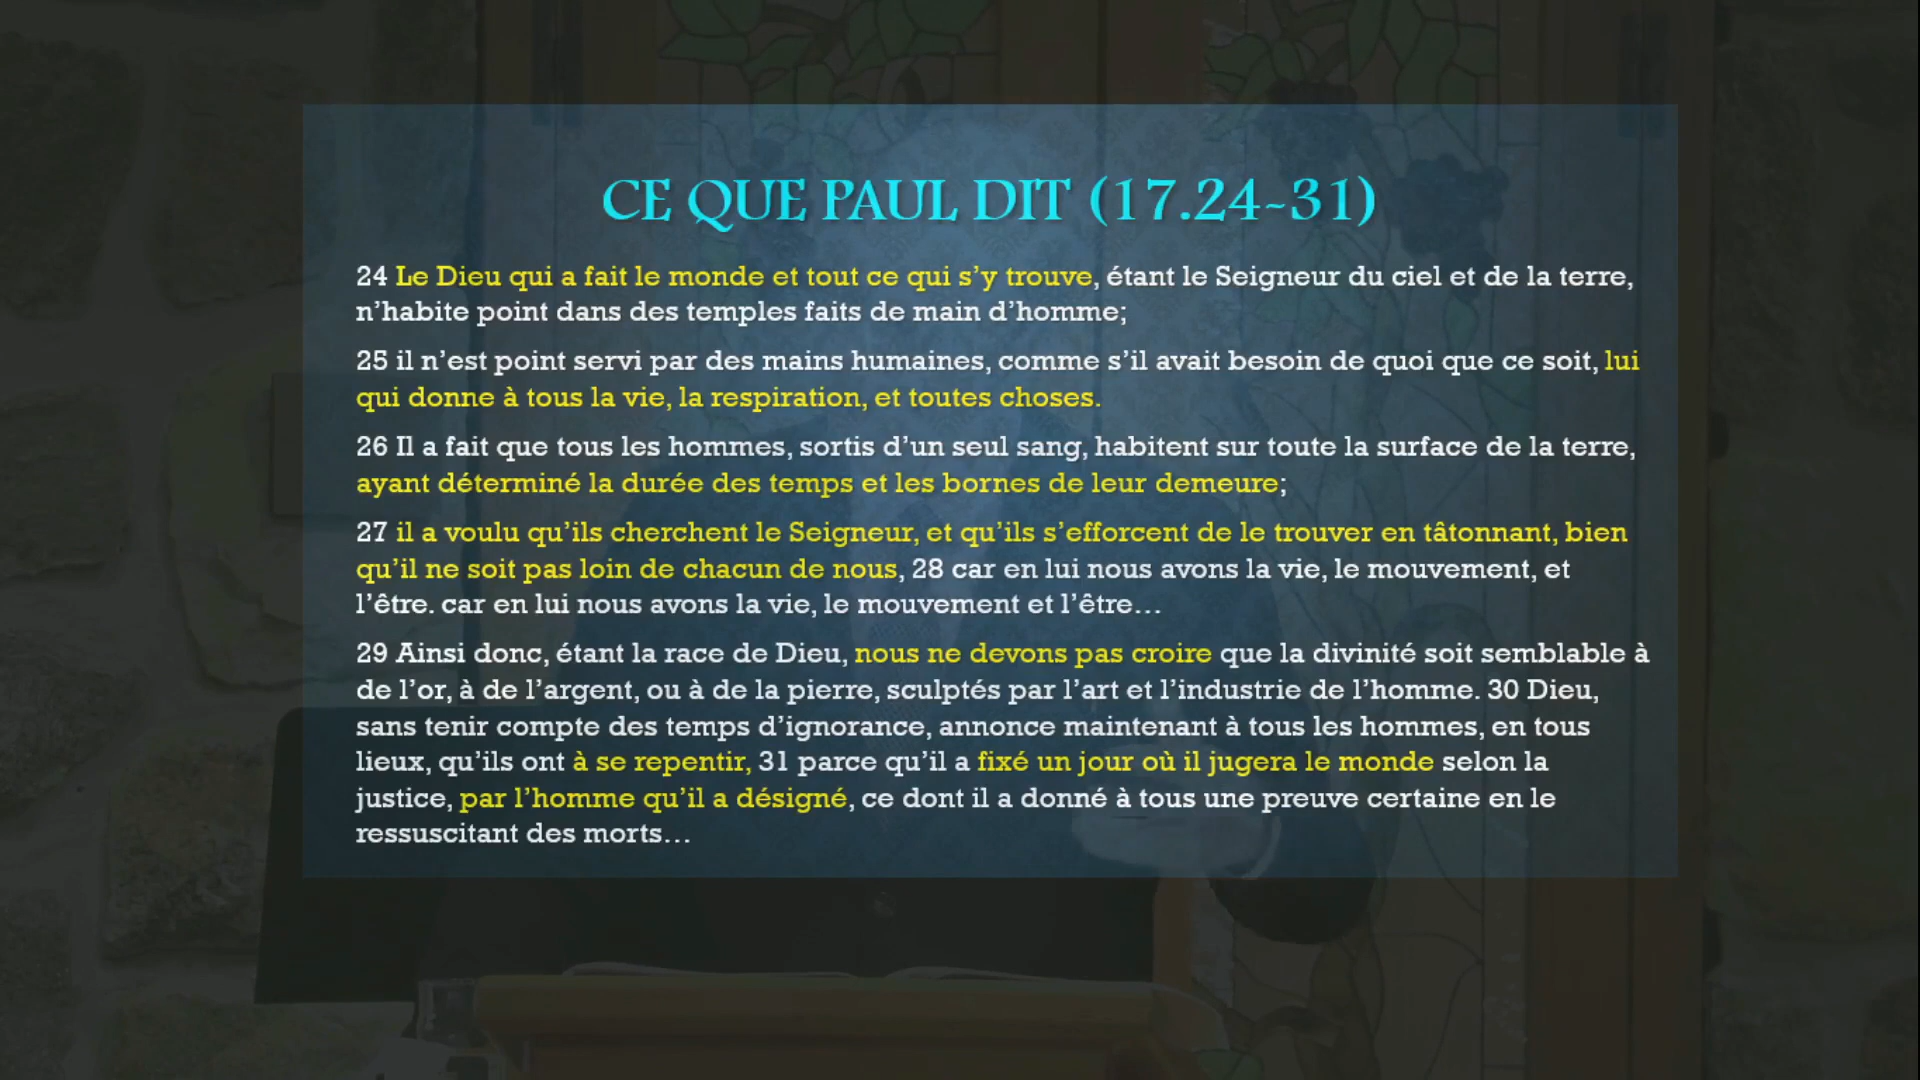 CE QUE PAUL DIT (17.24-31)
24 Le Dieu qui a fait le monde et tout ce qui s’y trouve, étant le Seigneur du ciel et de la terre,
n’habite point dans des temples faits de main d’homme;
25 il n’est point servi par des mains humaines, comme s’il avait besoin de quoi que ce soit, lui
qui donne à tous la vie, la respiration, et toutes choses.
26 Il a fait que tous les hommes, sortis d’un seul sang, habitent sur toute la surface de la terre,
ayant déterminé la durée des temps et les bornes de leur demeure;
27 il a voulu qu’ils cherchent le Seigneur, et qu’ils s’efforcent de le trouver en tâtonnant, bien
qu’il ne soit pas loin de chacun de nous, 28 car en lui nous avons la vie, le mouvement, et
l’être. car en lui nous avons la vie, le mouvement et l’être…
29 Ainsi donc, étant la race de Dieu, nous ne devons pas croire que la divinité soit semblable à
de l’or, à de l’argent, ou à de la pierre, sculptés par l’art et l’industrie de l’homme. 30 Dieu,
sans tenir compte des temps d’ignorance, annonce maintenant à tous les hommes, en tous
lieux, qu’ils ont à se repentir, 31 parce qu’il a fixé un jour où il jugera le monde selon la
justice, par l’homme qu’il a désigné, ce dont il a donné à tous une preuve certaine en le
ressuscitant des morts…